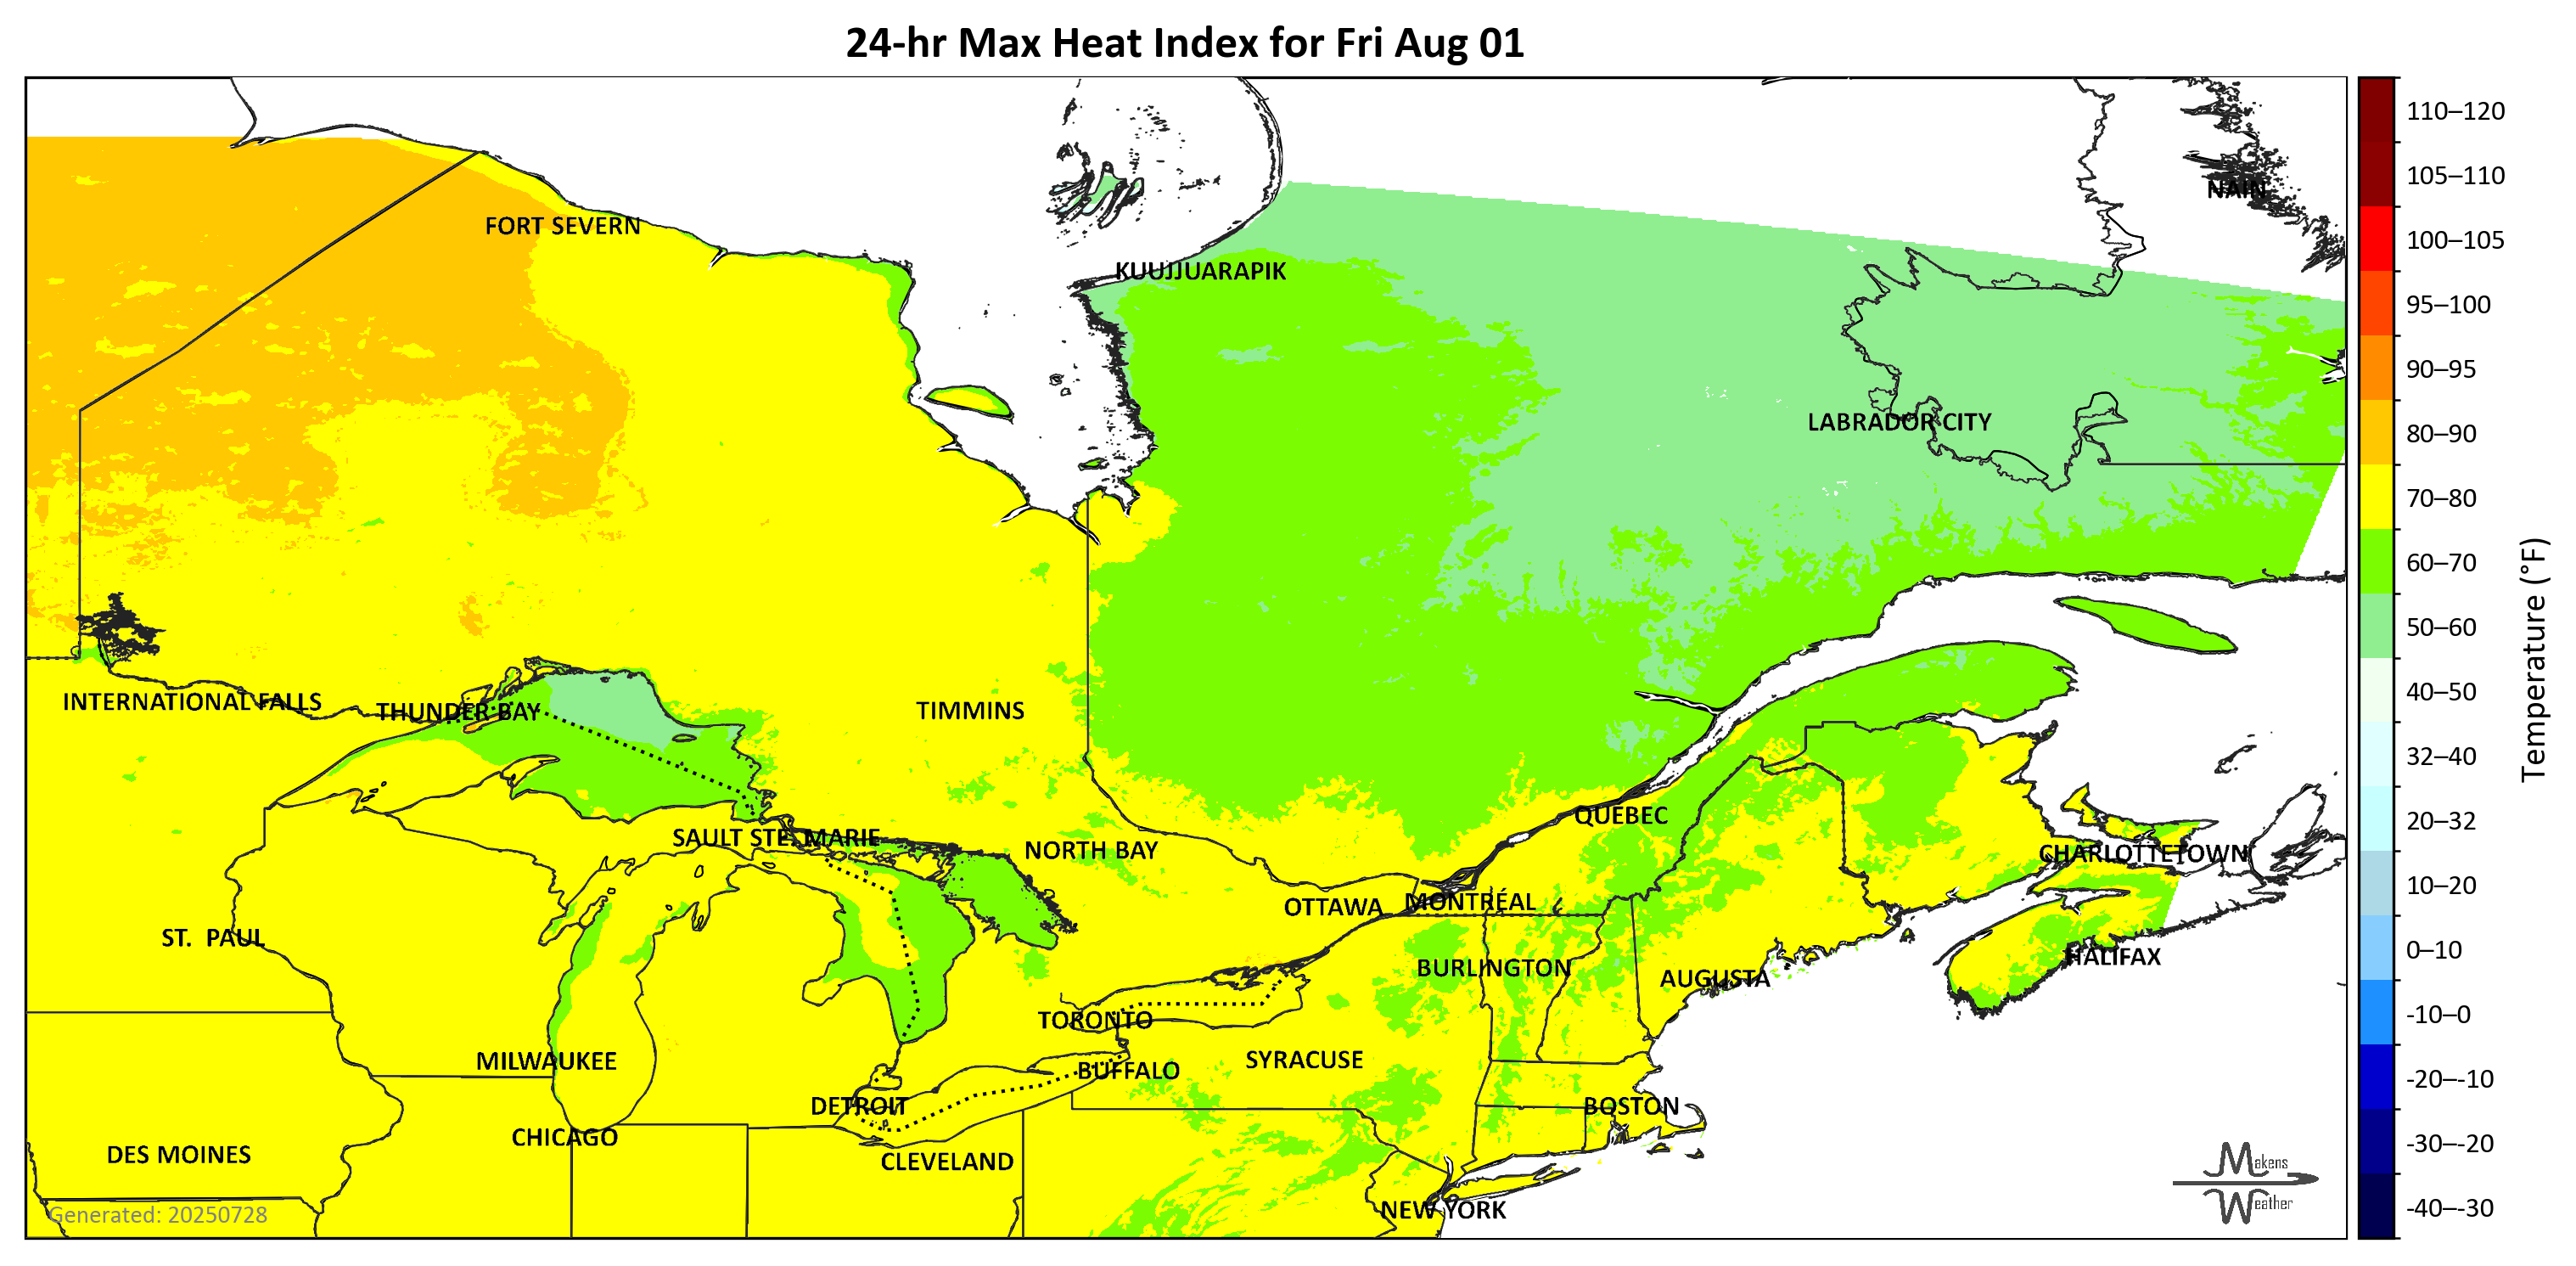 24-hr Max Heat Index for Fri Aug 01
110–120
105–110
NAIN
FORT SEVERN
100–105
KUUJJUARAPIK
95–100
90–95
LABRADOR CITY
80–90
70–80
60–70
50–60
Temperature (°F)
40–50
INTERNATIONAL FALLS
THUNDER BAY
TIMMINS
32–40
QUEBEC
20–32
SAULT STE. MARIE
NORTH BAY
CHARLOTTETOWN
10–20
MONTRÉAL
OTTAWA
ST. PAUL
0–10
HALIFAX
BURLINGTON
AUGUSTA
-10–0
TORONTO
SYRACUSE
MILWAUKEE
BUFFALO
-20–-10
DETROIT
BOSTON
CHICAGO
-30–-20
DES MOINES
CLEVELAND
Makens
Weather
-40–-30
NEW YORK
Generated: 20250728